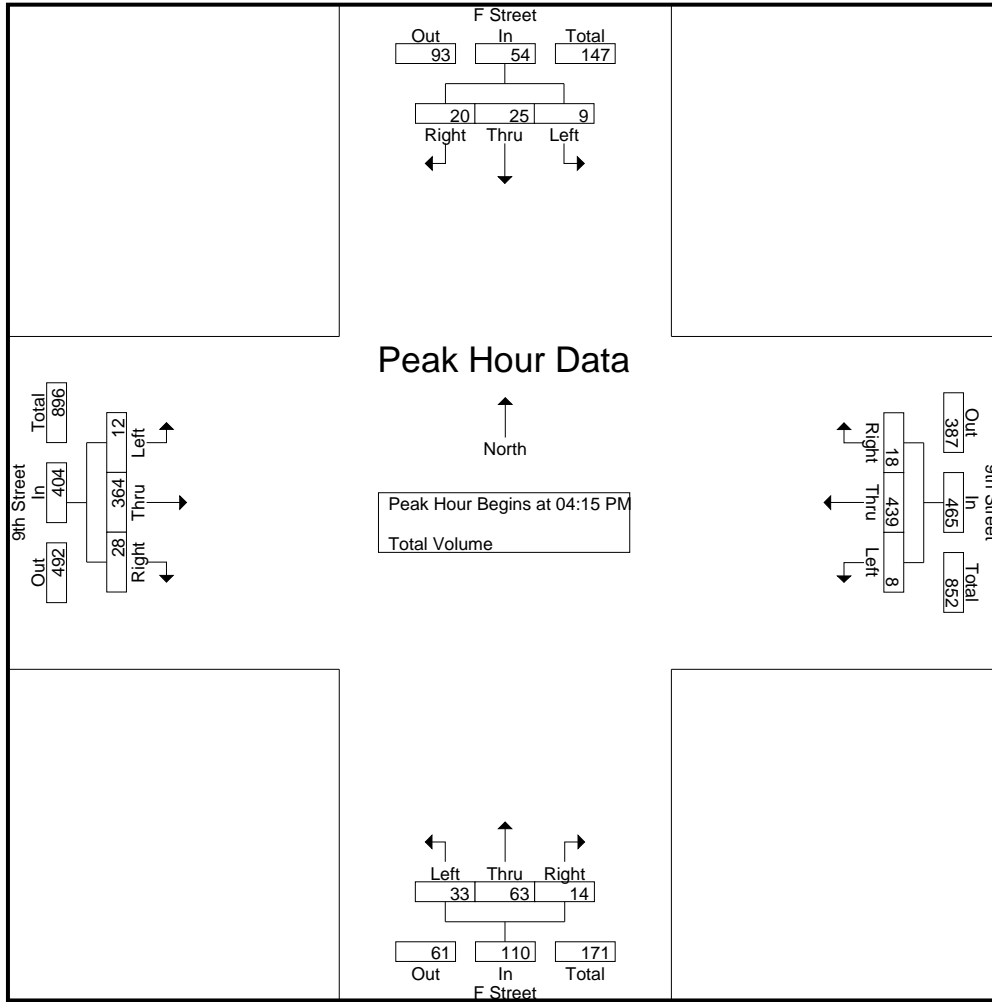 F Street
Out In Total
93 54 147
20 25 9
Right Thru Left
Peak Hour Data
North
Peak Hour Begins at 04:15 PM
Total Volume
9th Street
Total In Out
896 404 492
12 364 28
Left Thru Right
9th Street
Out In Total
387 465 852
18 439 8
Right Thru Left
Left Thru Right
33 63 14
61 110 171
Out In Total
F Street